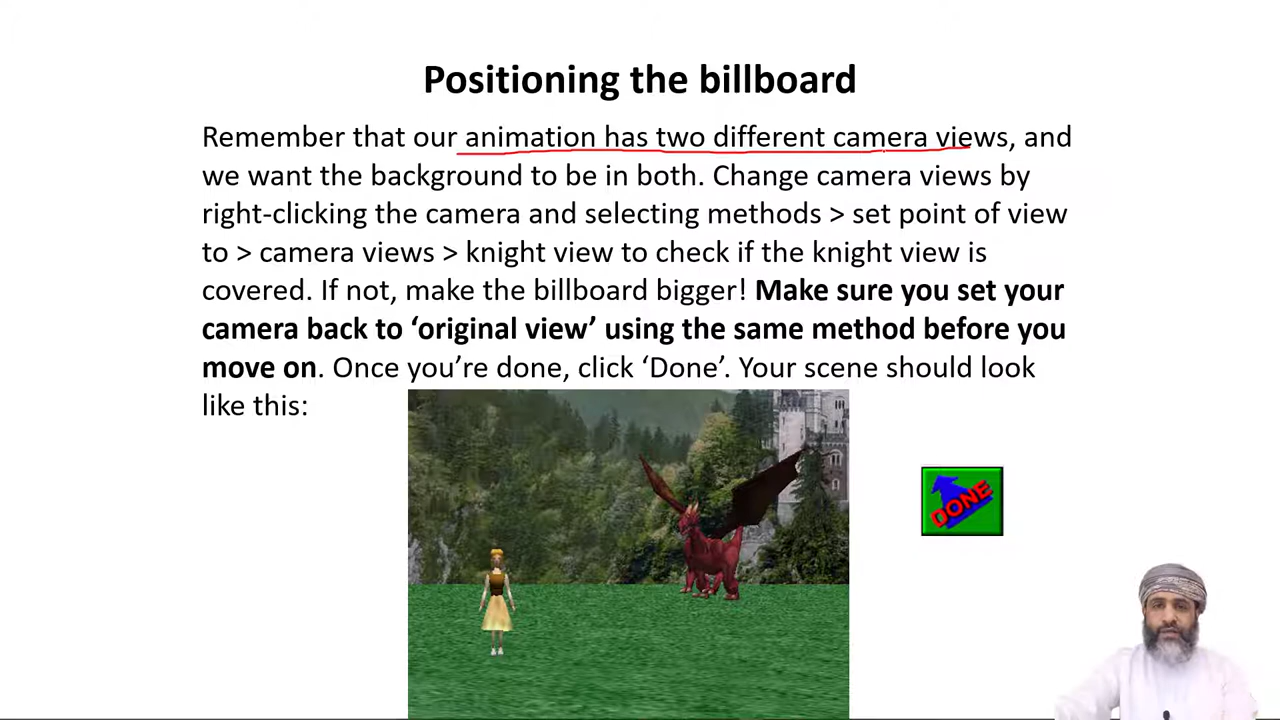 Positioning the billboard
Remember that our animation has two different camera views, and
we want the background to be in both. Change camera views by
right-clicking the camera and selecting methods > set point of view
to > camera views > knight view to check if the knight view is
covered. If not, make the billboard bigger! Make sure you set your
camera back to ‘original view’ using the same method before you
move on. Once you’re done, click ‘Done’. Your scene should look
like this:
DONE